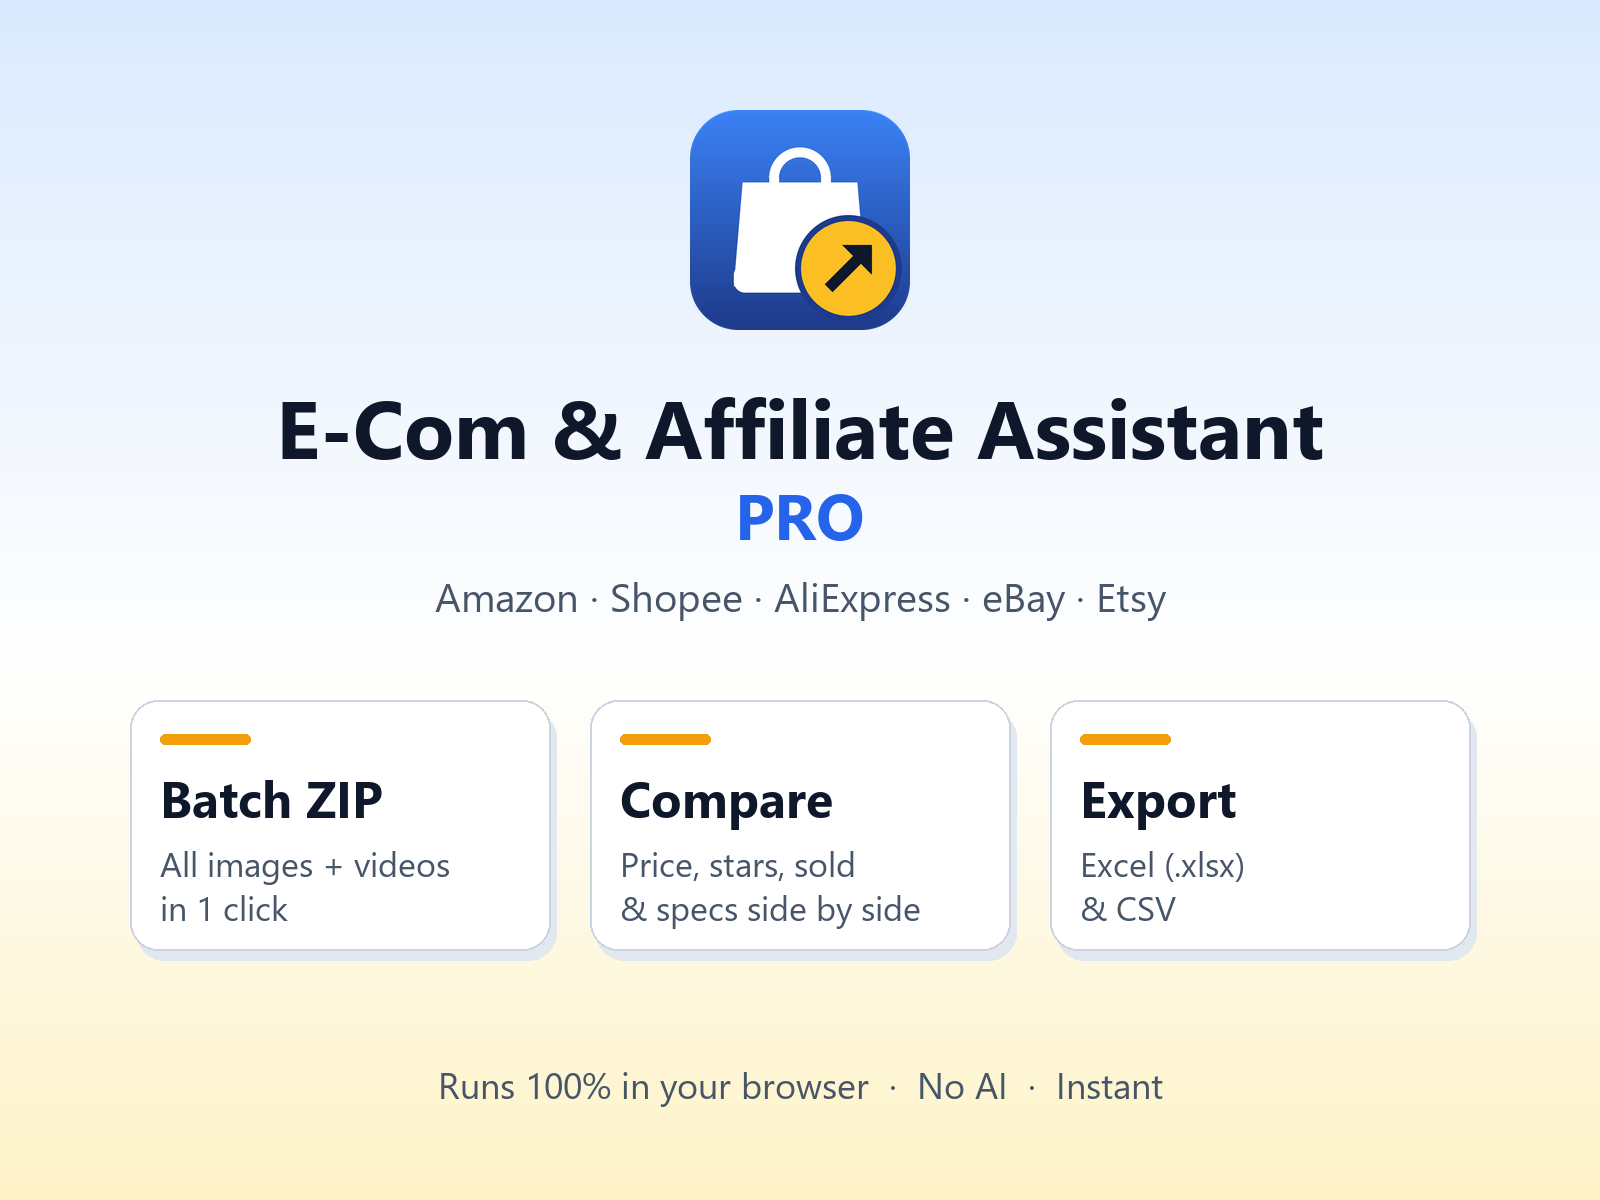 E-Com & Affiliate Assistant
PRO
Amazon · Shopee · AliExpress · eBay · Etsy
Batch ZIP
All images + videos
in 1 click
Compare
Price, stars, sold
& specs side by side
Export
Excel (.xlsx)
& CSV
Runs 100% in your browser · No AI · Instant